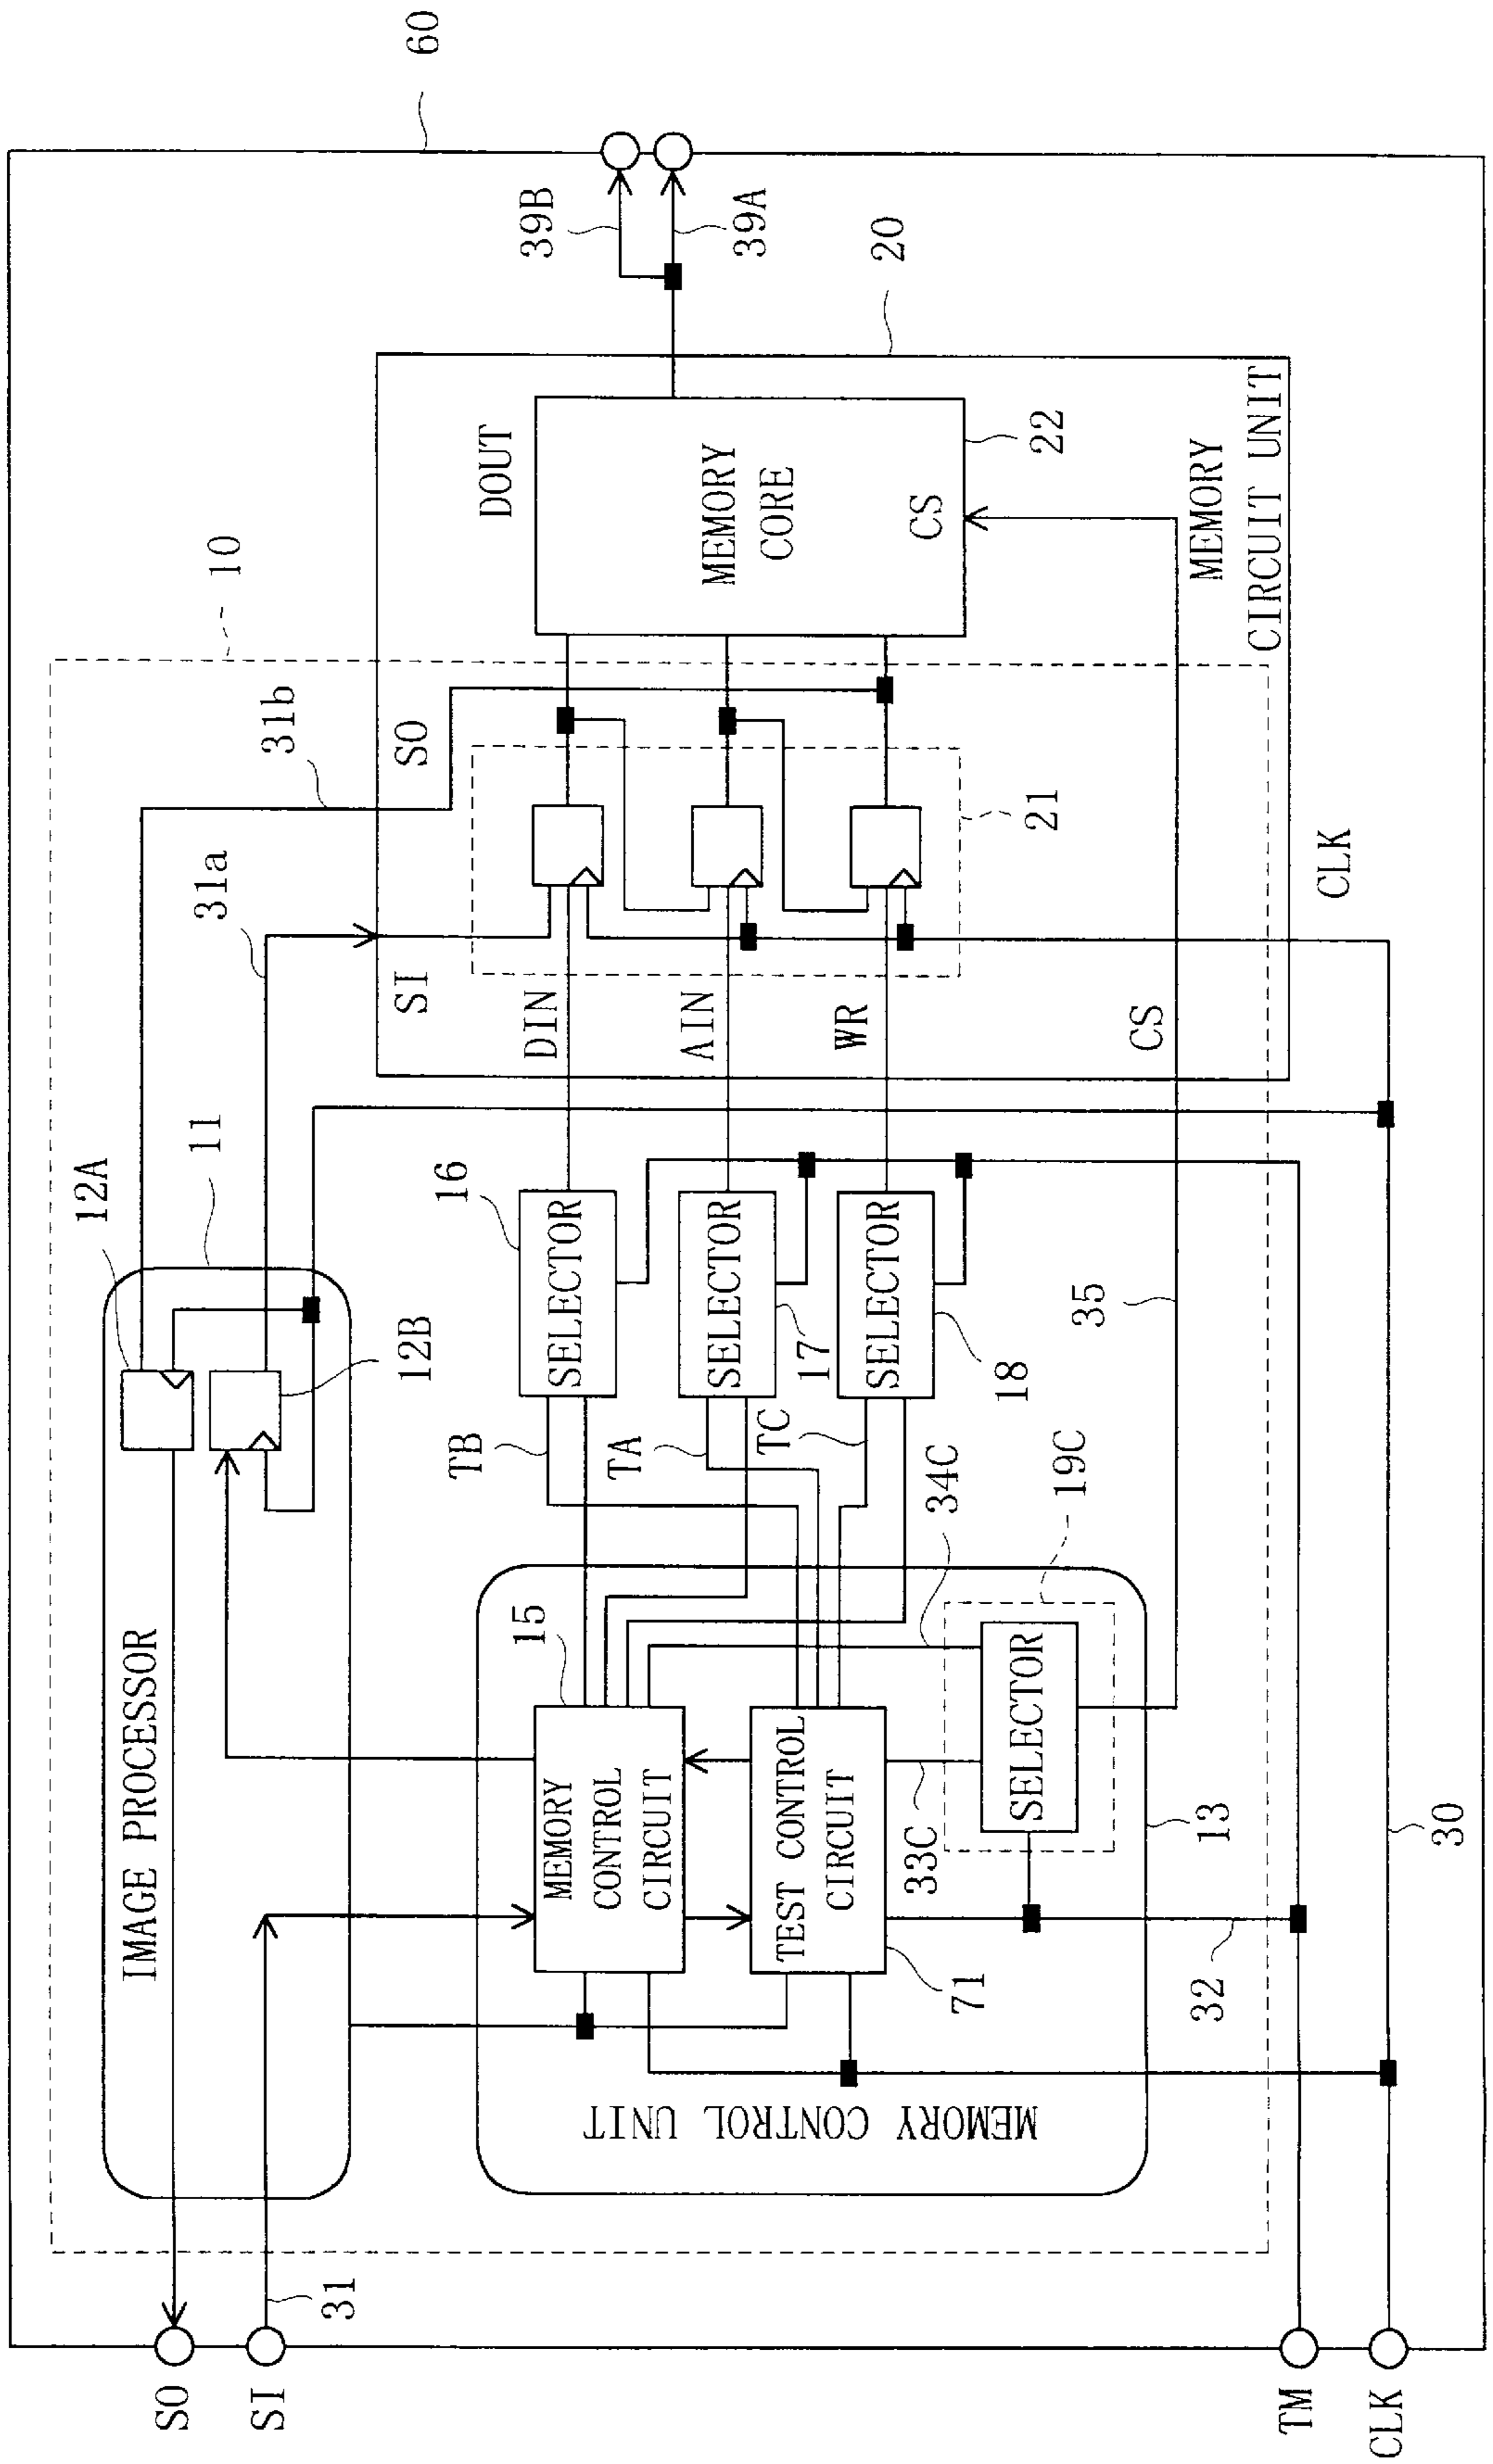 60
39B
39A
20
10
DOUT
MEMORY
CORE
CS
22
MEMORY
CIRCUIT UNIT
31b
SO
31a
SI
21
CLK
DIN
AIN
WR
CS
12A
11
16
SELECTOR
SELECTOR
17
SELECTOR
18
35
12B
TB
TA
TC
34C
19C
IMAGE PROCESSOR
15
MEMORY
CONTROL
CIRCUIT
TEST CONTROL
CIRCUIT
SELECTOR
33C
13
30
71
32
MEMORY CONTROL UNIT
31
SO
SI
TM
CLK